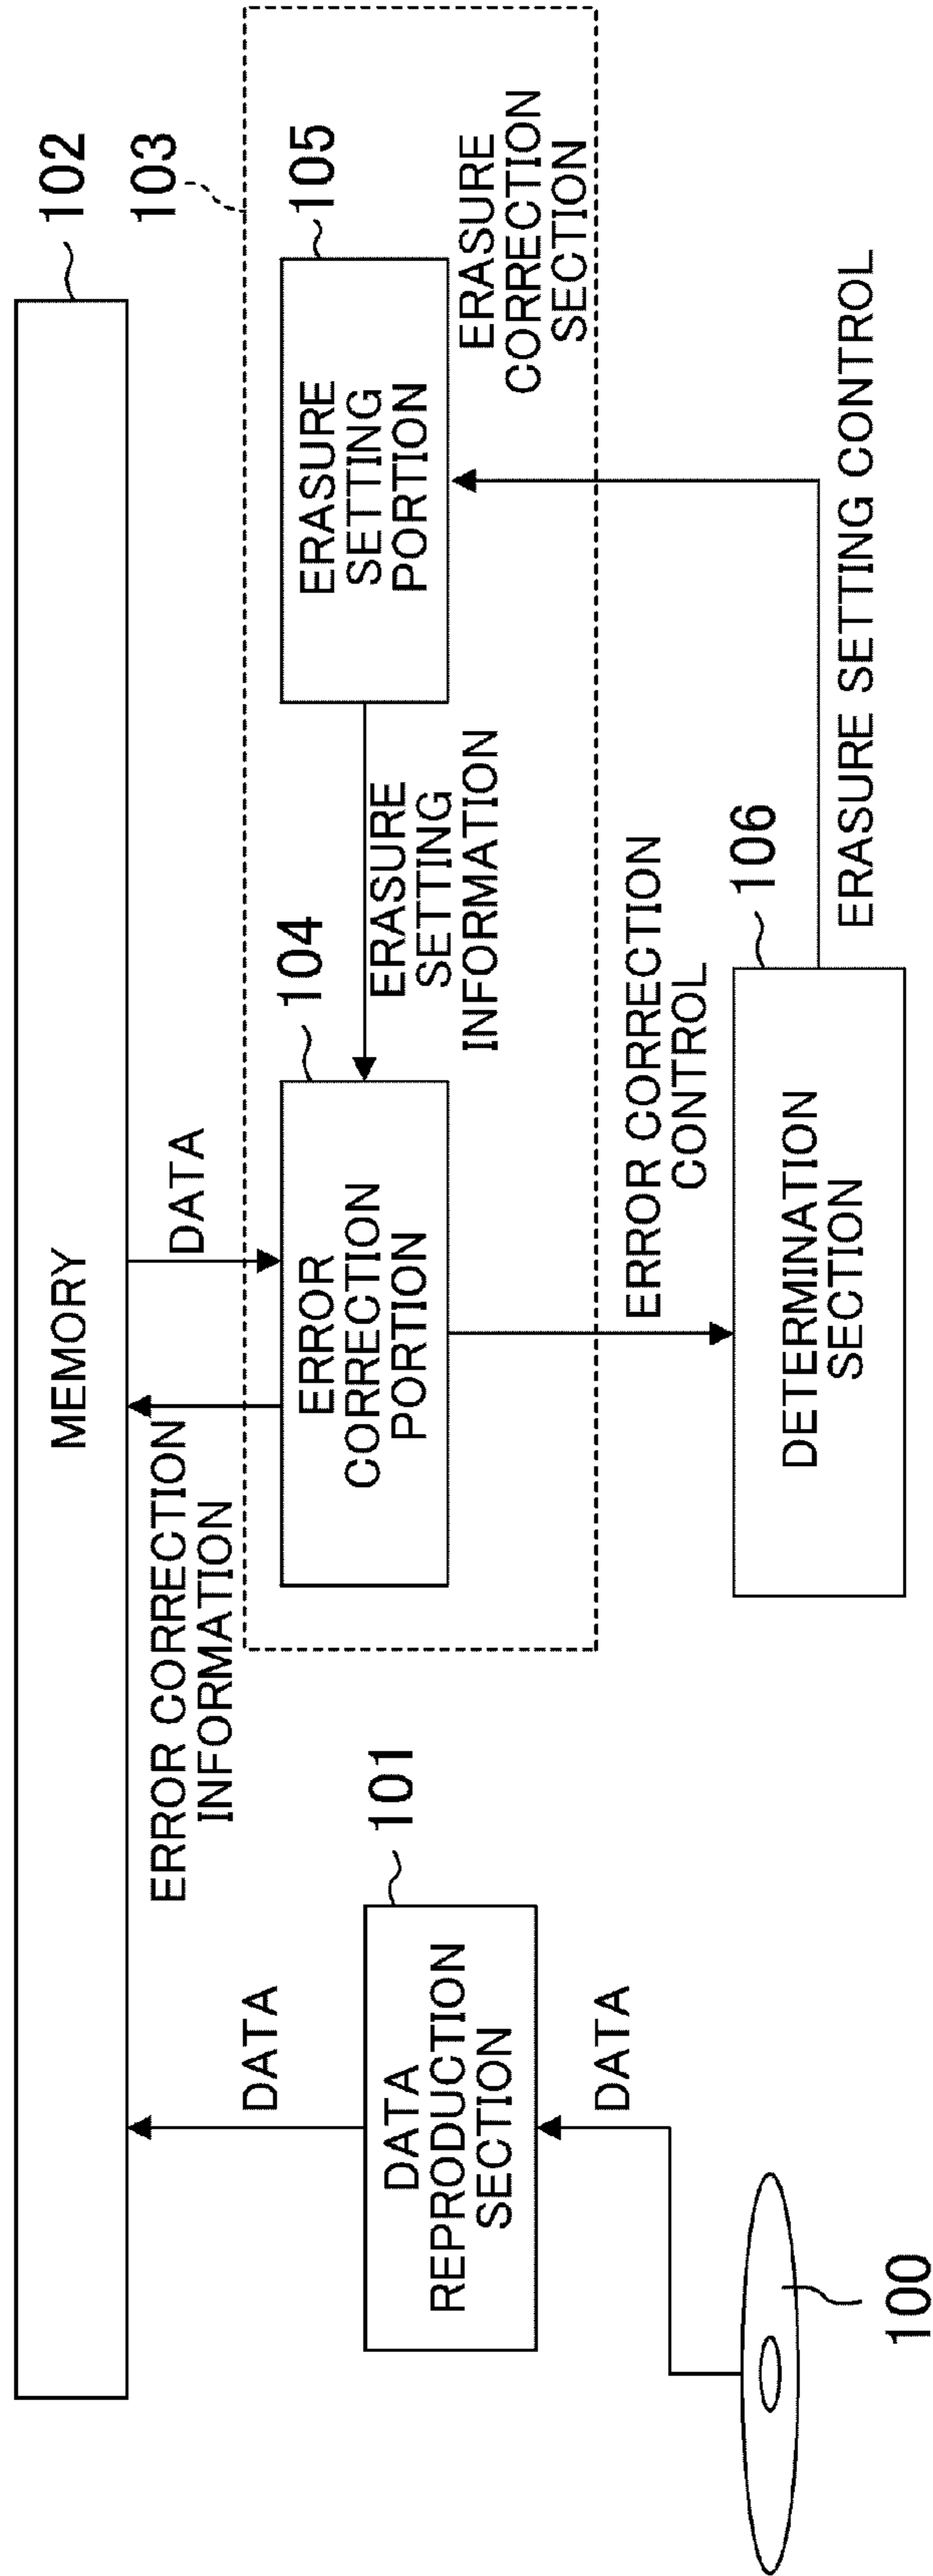 102
MEMORY
103
DATA
ERROR CORRECTION
INFORMATION
DATA
104
ERROR
CORRECTION
PORTION
ERASURE
SETTING
INFORMATION
105
ERASURE
SETTING
PORTION
ERASURE
CORRECTION
SECTION
101
DATA
REPRODUCTION
SECTION
DATA
ERROR CORRECTION
CONTROL
106
DETERMINATION
SECTION
ERASURE SETTING CONTROL
100